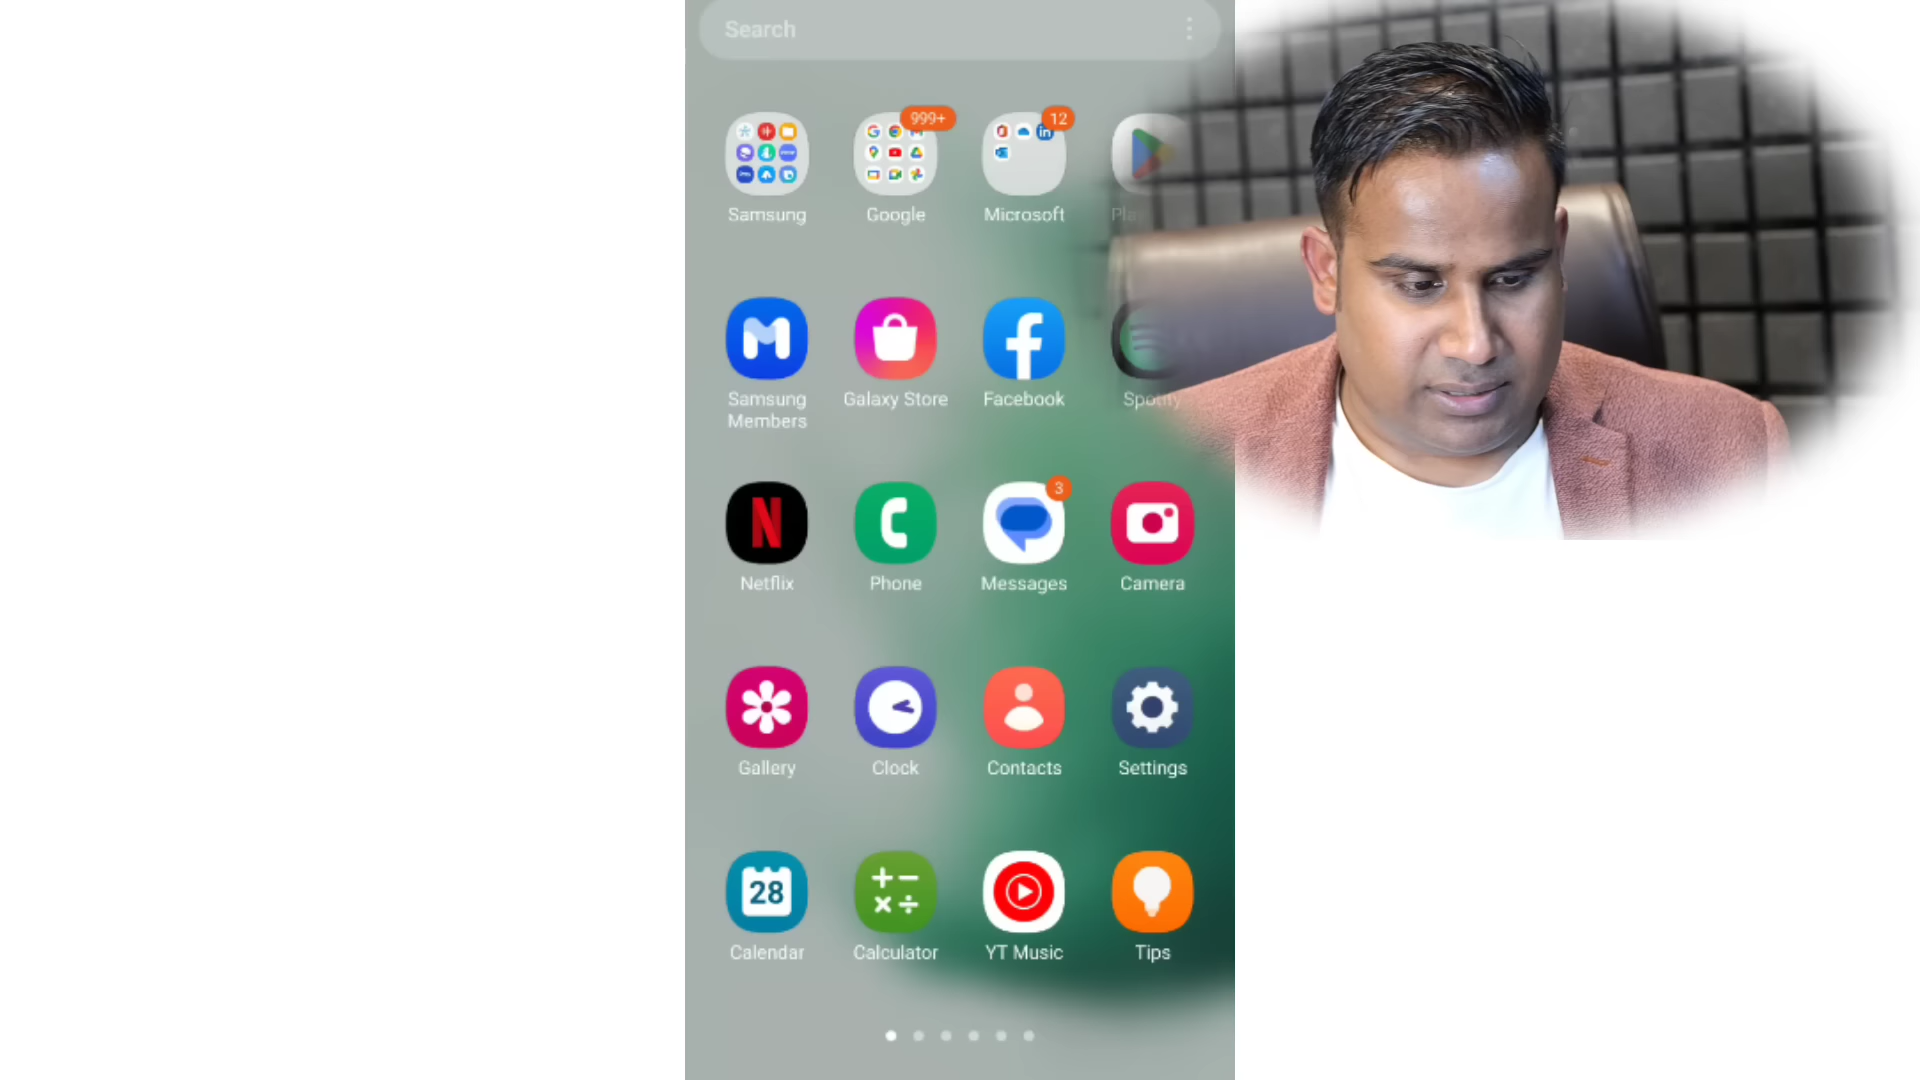 Search
999+
12
Samsung
Google
Microsoft
Samsung
Members
Galaxy Store
Facebook
Spotify
3
Netflix
Phone
Messages
Camera
Gallery
Clock
Contacts
Settings
28
Calendar
Calculator
YT Music
Tips